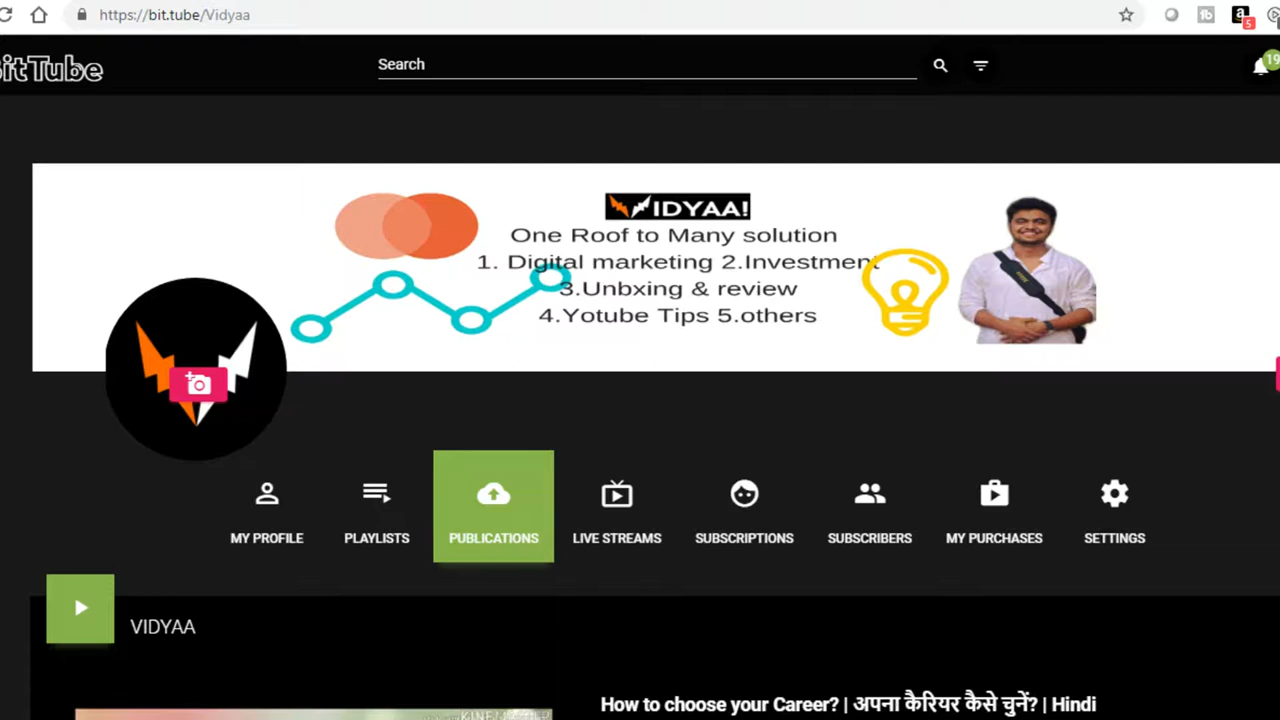 https://bit.tube/Vidyaa
BitTube
Search
19
5
VIDYAA!
One Roof to Many solution
1. Digital marketing 2.Investment
3.Unbxing & review
4.Yotube Tips 5.others
MY PROFILE
PLAYLISTS
PUBLICATIONS
LIVE STREAMS
SUBSCRIPTIONS
SUBSCRIBERS
MY PURCHASES
SETTINGS
VIDYAA
How to choose your Career? | अपना कैरियर कैसे चुनें? | Hindi